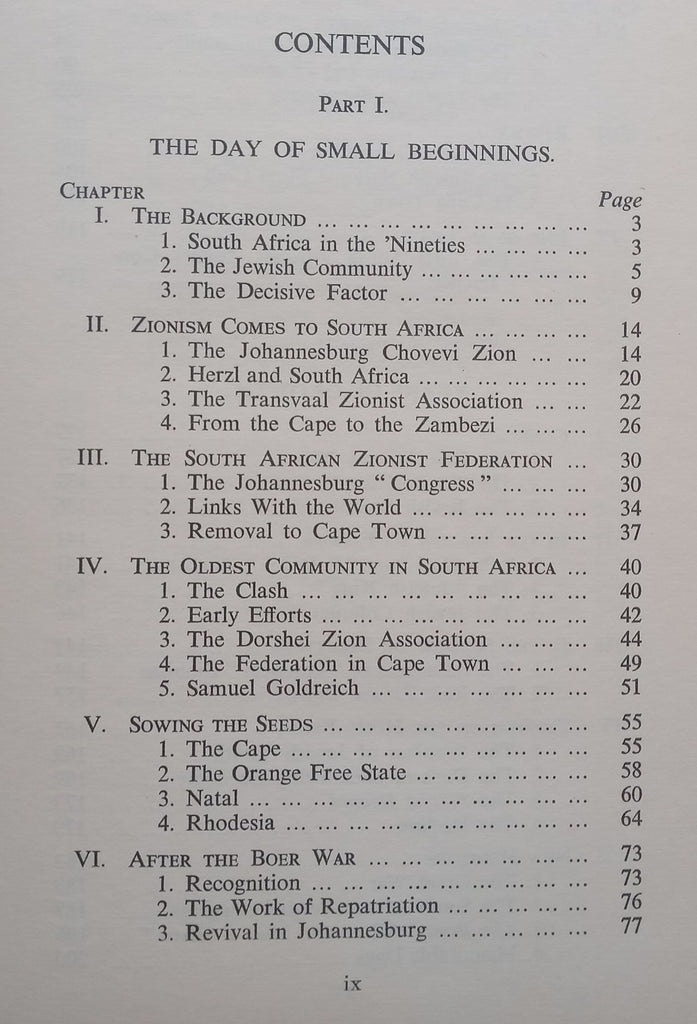 CONTENTS
PART I.
THE DAY OF SMALL BEGINNINGS.
CHAPTER Page
I. THE BACKGROUND ... ... ... ... ... ... ... ... ... ... 3
1. South Africa in the 'Nineties ... ... ... ... 3
2. The Jewish Community ... ... ... ... ... ... 5
3. The Decisive Factor ... ... ... ... ... ... 9
II. ZIONISM COMES TO SOUTH AFRICA ... ... ... ... 14
1. The Johannesburg Chovevi Zion ... ... 14
2. Herzl and South Africa ... ... ... ... ... ... 20
3. The Transvaal Zionist Association ... ... 22
4. From the Cape to the Zambezi ... ... ... 26
III. THE SOUTH AFRICAN ZIONIST FEDERATION ... 30
1. The Johannesburg “ Congress ” ... ... ... 30
2. Links With the World ... ... ... ... ... ... 34
3. Removal to Cape Town ... ... ... ... ... 37
IV. THE OLDEST COMMUNITY IN SOUTH AFRICA ... 40
1. The Clash ... ... ... ... ... ... ... ... ... ... 40
2. Early Efforts ... ... ... ... ... ... ... ... ... 42
3. The Dorshei Zion Association ... ... ... 44
4. The Federation in Cape Town ... ... ... 49
5. Samuel Goldreich ... ... ... ... ... ... ... 51
V. SOWING THE SEEDS ... ... ... ... ... ... ... ... ... 55
1. The Cape ... ... ... ... ... ... ... ... ... ... 55
2. The Orange Free State ... ... ... ... ... ... 58
3. Natal ... ... ... ... ... ... ... ... ... ... ... 60
4. Rhodesia ... ... ... ... ... ... ... ... ... ... 64
VI. AFTER THE BOER WAR ... ... ... ... ... ... ... 73
1. Recognition ... ... ... ... ... ... ... ... ... 73
2. The Work of Repatriation ... ... ... ... ... 76
3. Revival in Johannesburg ... ... ... ... ... 77
ix